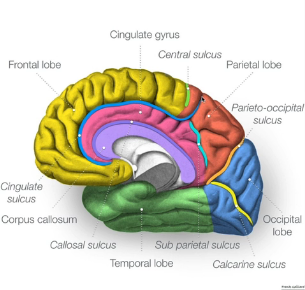 Cingulate gyrus
Central sulcus
Frontal lobe
Parietal lobe
Parieto-occipital
sulcus
Cingulate
sulcus
Corpus callosum
Occipital
lobe
Callosal sulcus
Sub parietal sulcus
Temporal lobe
Calcarine sulcus